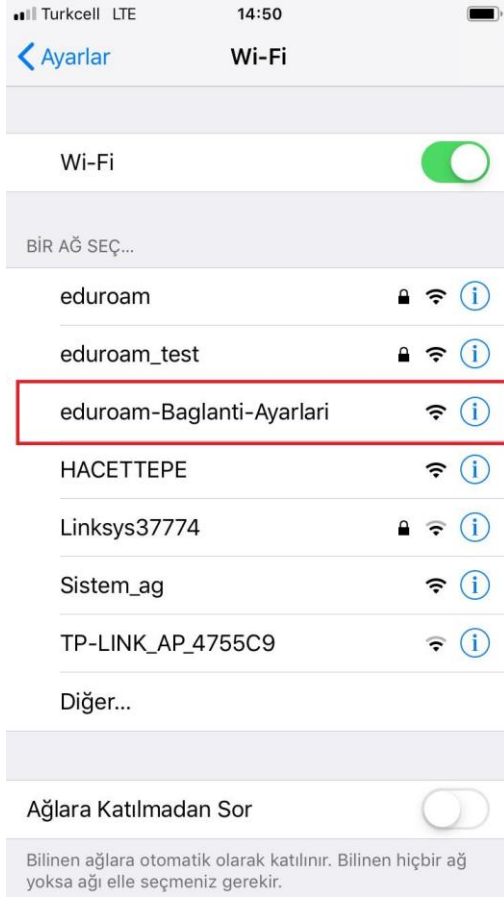 Turkcell LTE 14:50
Ayarlar Wi-Fi
Wi-Fi
BİR AĞ SEÇ...
eduroam
eduroam_test
eduroam-Baglanti-Ayarlari
HACETTEPE
Linksys37774
Sistem_ag
TP-LINK_AP_4755C9
Diğer...
Ağlara Katılmadan Sor
Bilinen ağlara otomatik olarak katılınır. Bilinen hiçbir ağ
yoksa ağı elle seçmeniz gerekir.